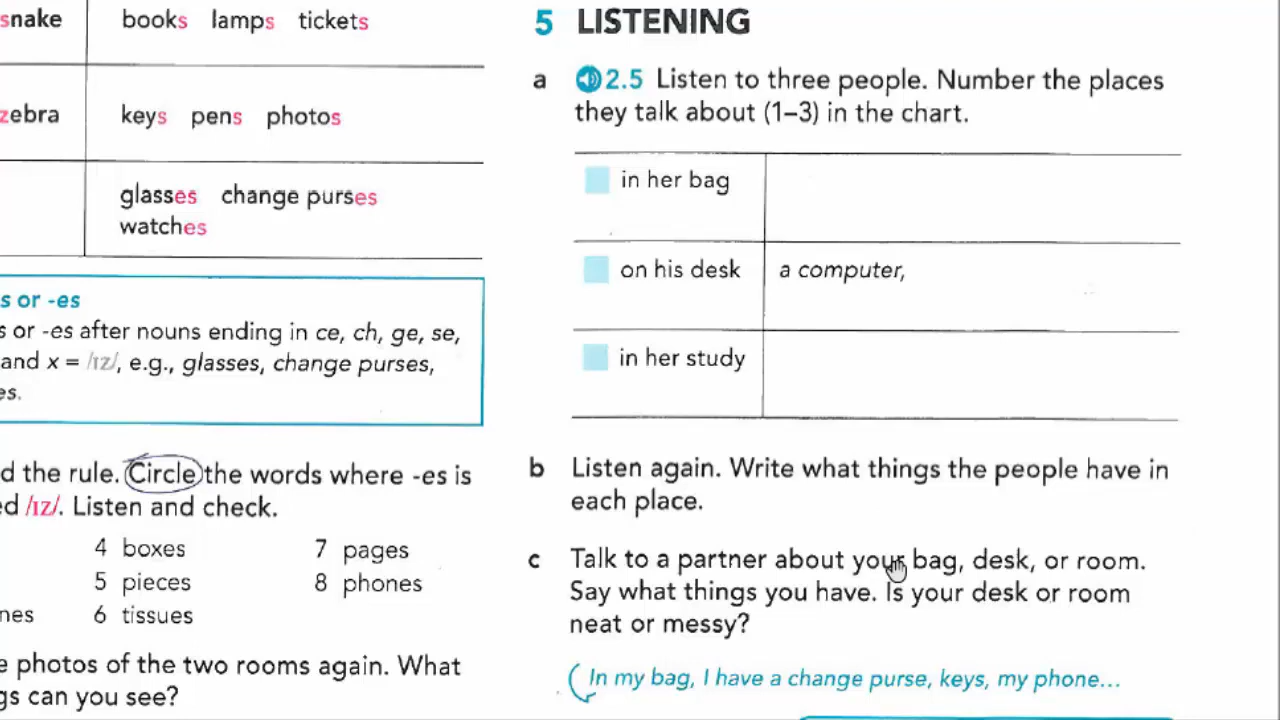 snake books lamps tickets
zebra keys pens photos
glasses change purses
watches
s or -es
s or -es after nouns ending in ce, ch, ge, se,
and x = /ɪz/, e.g., glasses, change purses,
es.
d the rule. Circle the words where -es is
ed /ɪz/. Listen and check.
4 boxes 7 pages
5 pieces 8 phones
nes 6 tissues
e photos of the two rooms again. What
gs can you see?
5 LISTENING
a 2.5 Listen to three people. Number the places
they talk about (1–3) in the chart.
in her bag
on his desk a computer,
in her study
b Listen again. Write what things the people have in
each place.
c Talk to a partner about your bag, desk, or room.
Say what things you have. Is your desk or room
neat or messy?
In my bag, I have a change purse, keys, my phone...